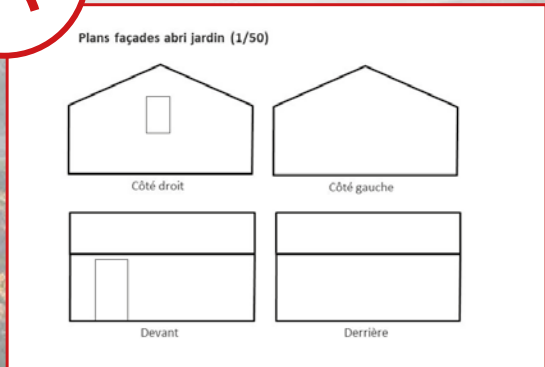 Plans façades abri jardin (1/50)
Côté droit
Côté gauche
Devant
Derrière